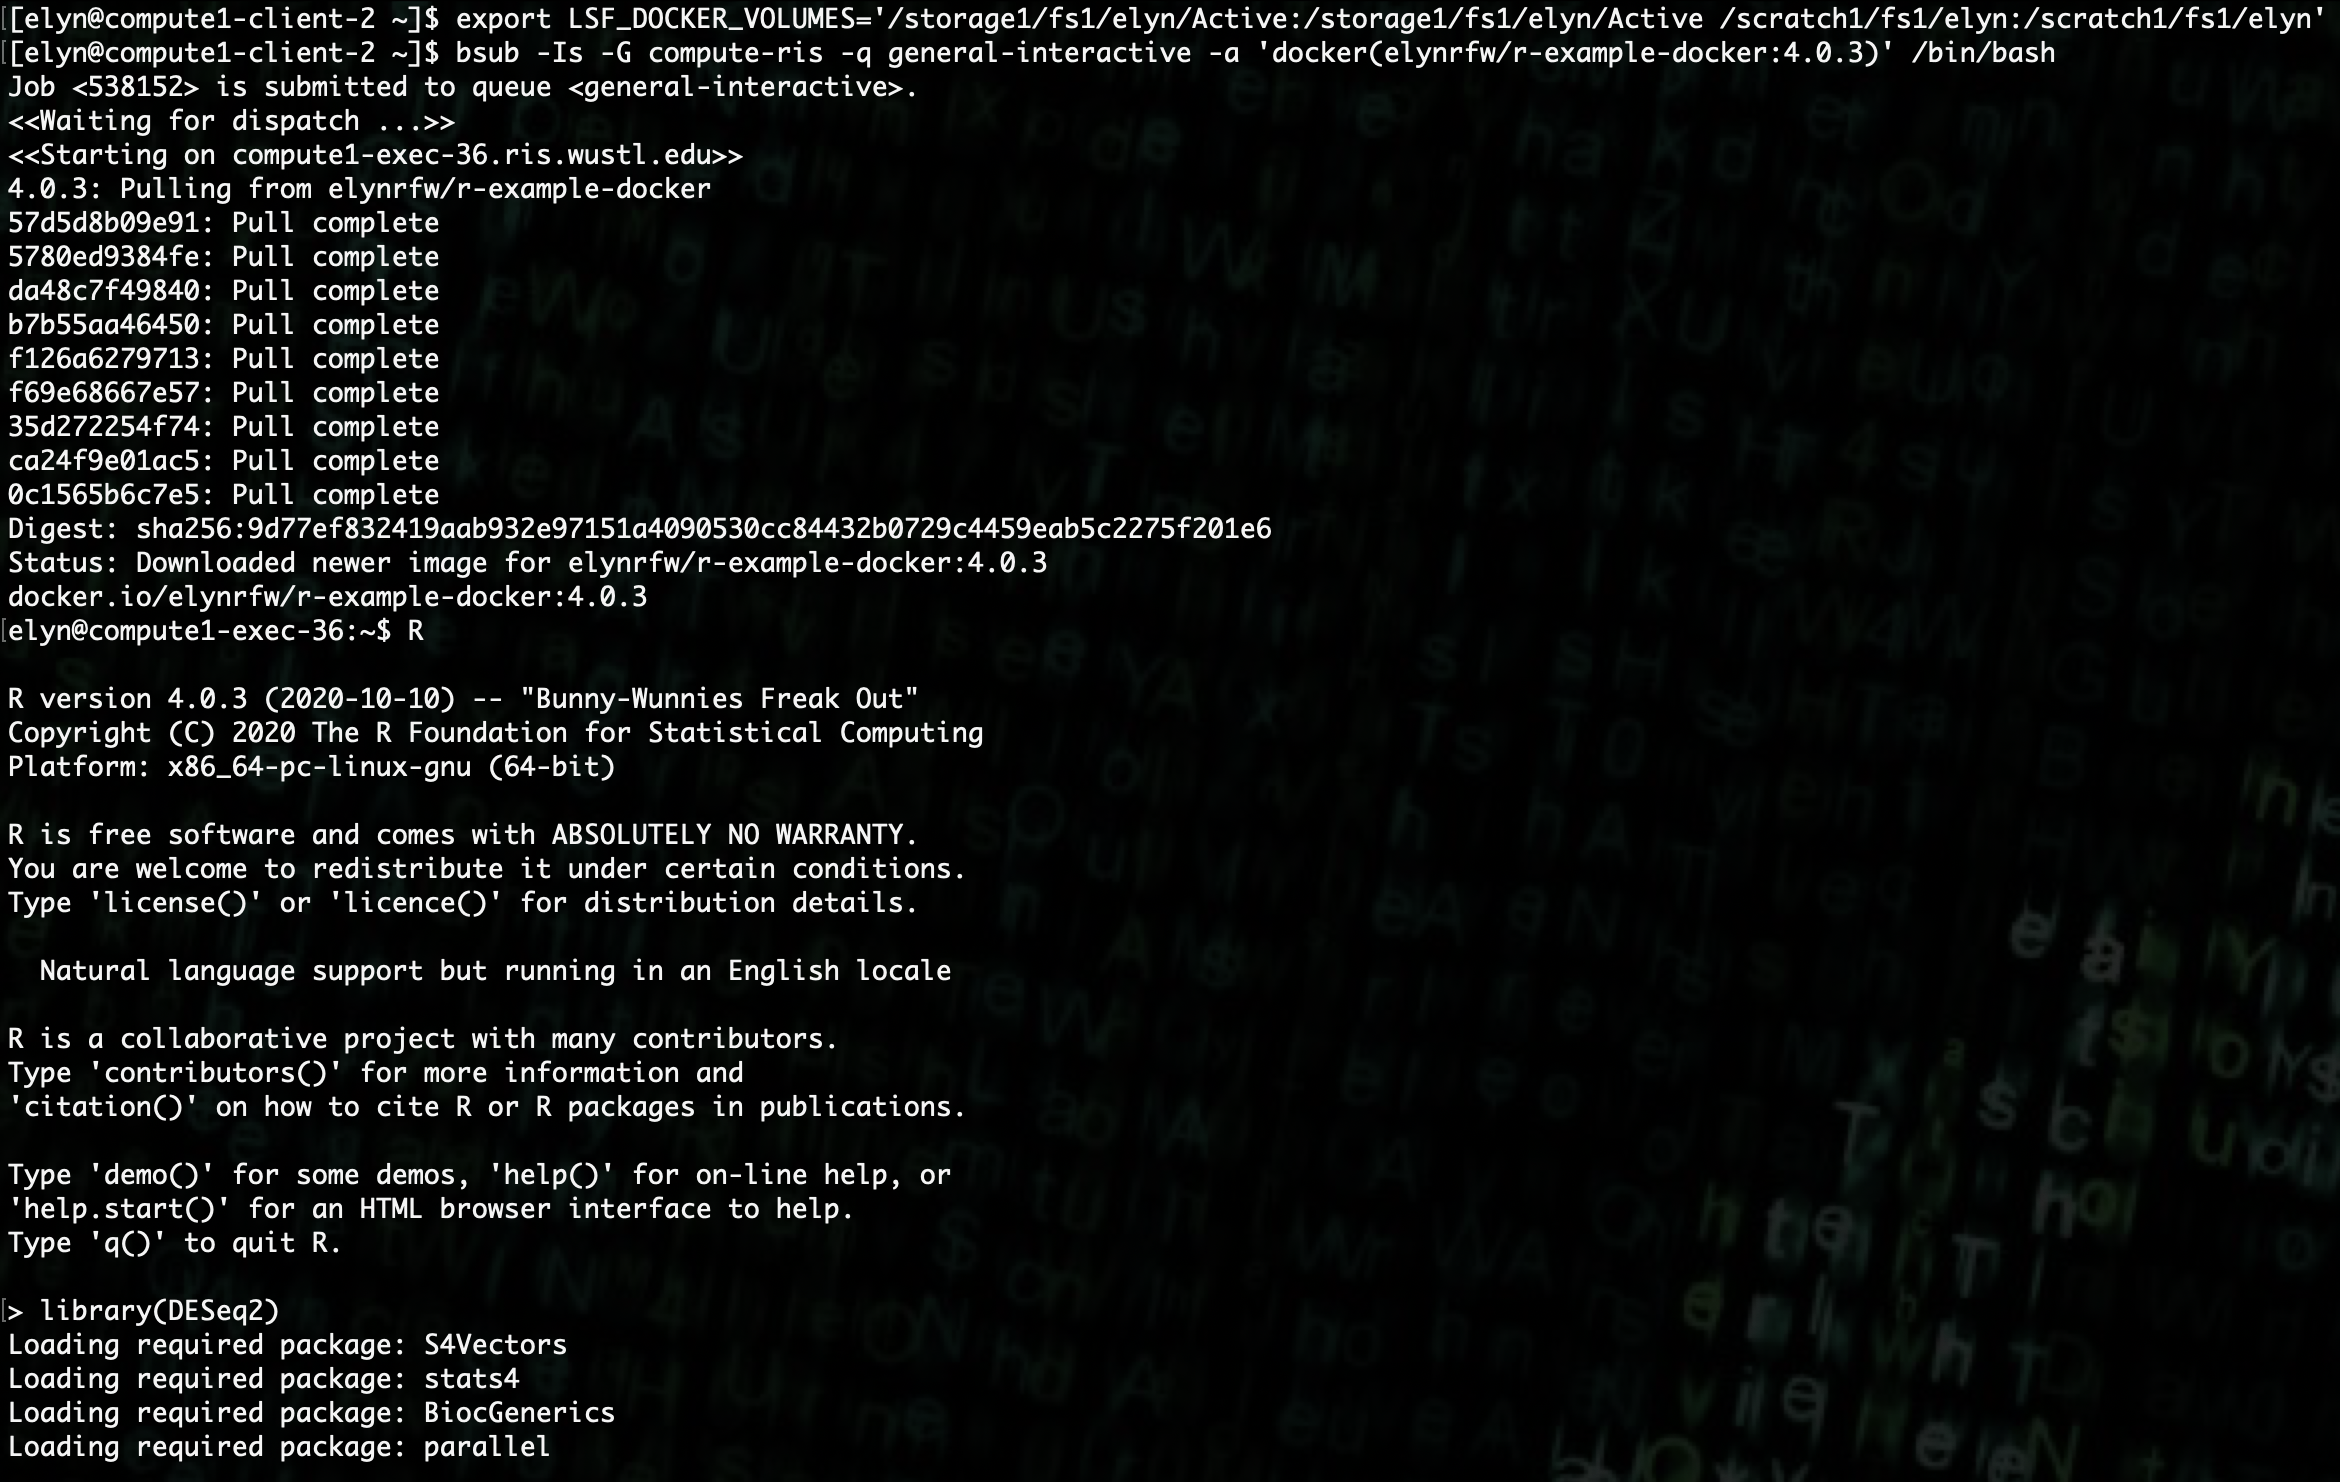 [[elyn@compute1-client-2 ~]$ export LSF_DOCKER_VOLUMES='/storage1/fs1/elyn/Active:/storage1/fs1/elyn/Active /scratch1/fs1/elyn:/scratch1/fs1/elyn'
[[elyn@compute1-client-2 ~]$ bsub -Is -G compute-ris -q general-interactive -a 'docker(elynrfw/r-example-docker:4.0.3)' /bin/bash
Job <538152> is submitted to queue <general-interactive>.
<<Waiting for dispatch ...>>
<<Starting on compute1-exec-36.ris.wustl.edu>>
4.0.3: Pulling from elynrfw/r-example-docker
57d5d8b09e91: Pull complete
5780ed9384fe: Pull complete
da48c7f49840: Pull complete
b7b55aa46450: Pull complete
f126a6279713: Pull complete
f69e68667e57: Pull complete
35d272254f74: Pull complete
ca24f9e01ac5: Pull complete
0c1565b6c7e5: Pull complete
Digest: sha256:9d77ef832419aab932e97151a4090530cc84432b0729c4459eab5c2275f201e6
Status: Downloaded newer image for elynrfw/r-example-docker:4.0.3
docker.io/elynrfw/r-example-docker:4.0.3
[elyn@compute1-exec-36:~$ R
R version 4.0.3 (2020-10-10) -- "Bunny-Wunnies Freak Out"
Copyright (C) 2020 The R Foundation for Statistical Computing
Platform: x86_64-pc-linux-gnu (64-bit)
R is free software and comes with ABSOLUTELY NO WARRANTY.
You are welcome to redistribute it under certain conditions.
Type 'license()' or 'licence()' for distribution details.
Natural language support but running in an English locale
R is a collaborative project with many contributors.
Type 'contributors()' for more information and
'citation()' on how to cite R or R packages in publications.
Type 'demo()' for some demos, 'help()' for on-line help, or
'help.start()' for an HTML browser interface to help.
Type 'q()' to quit R.
[> library(DESeq2)
Loading required package: S4Vectors
Loading required package: stats4
Loading required package: BiocGenerics
Loading required package: parallel